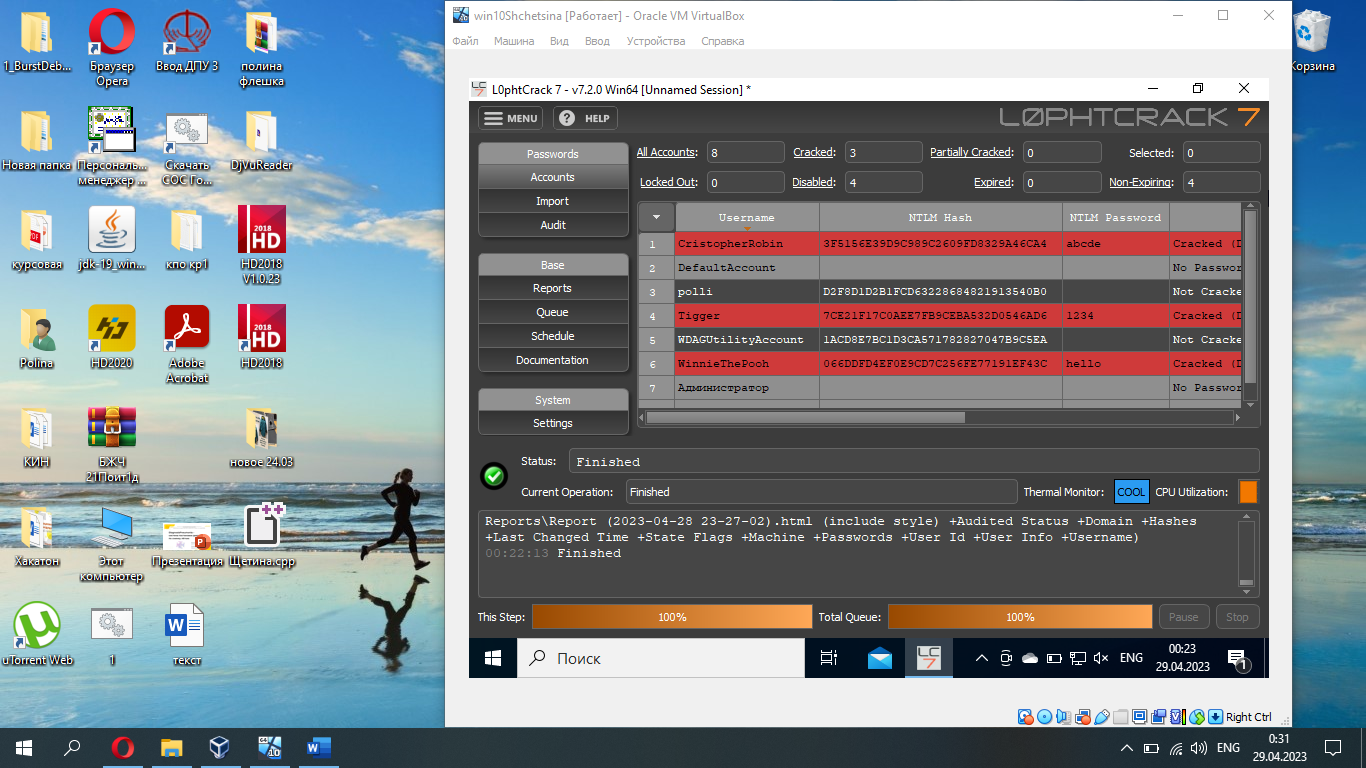 win10Shchetsina [Работает] - Oracle VM VirtualBox
Файл Машина Вид Ввод Устройства Справка
1_BurstDeb...
Браузер Opera
Ввод ДПУ 3
полина флешка
Корзина
Новая папка
Персональ... менеджер ...
Скачать СОС Го...
DjVuReader
курсовая
jdk-19_win...
кпо кр1
HD2018 V1.0.23
Polina
HD2020
Adobe Acrobat
HD2018
КИН
БЖЧ 21Поит1д
новое 24.03
Хакатон
Этот компьютер
Презентация
Щетина.cpp
uTorrent Web
1
текст
L0phtCrack 7 - v7.2.0 Win64 [Unnamed Session] *
MENU
HELP
L0PHTCRACK 7
Passwords
Accounts
Import
Audit
Base
Reports
Queue
Schedule
Documentation
System
Settings
All Accounts: 8 Cracked: 3 Partially Cracked: 0 Selected: 0
Locked Out: 0 Disabled: 4 Expired: 0 Non-Expiring: 4
Username NTLM Hash NTLM Password
1 CristopherRobin 3F5156E39D9C989C2609FD8329A46CA4 abcde Cracked (D
2 DefaultAccount No Passwor
3 polli D2F8D1D2B1FCD63228684821913540B0 Not Cracke
4 Tigger 7CE21F17C0AEE7FB9CEBA532D0546AD6 1234 Cracked (D
5 WDAGUtilityAccount 1ACD8E7BC1D3CA571782827047B9C5EA Not Cracke
6 WinnieThePooh 066DDFD4EF0E9CD7C256FE77191EF43C hello Cracked (D
7 Администратор No Passwor
Status: Finished
Current Operation: Finished Thermal Monitor: COOL CPU Utilization:
Reports\Report (2023-04-28 23-27-02).html (include style) +Audited Status +Domain +Hashes
+Last Changed Time +State Flags +Machine +Passwords +User Id +User Info +Username)
00:22:13 Finished
This Step: 100% Total Queue: 100% Pause Stop
Поиск
ENG
00:23
29.04.2023
1
Right Ctrl
ENG
0:31
29.04.2023